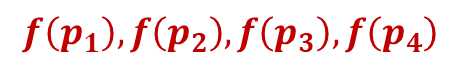 f(p₁), f(p₂), f(p₃), f(p₄)